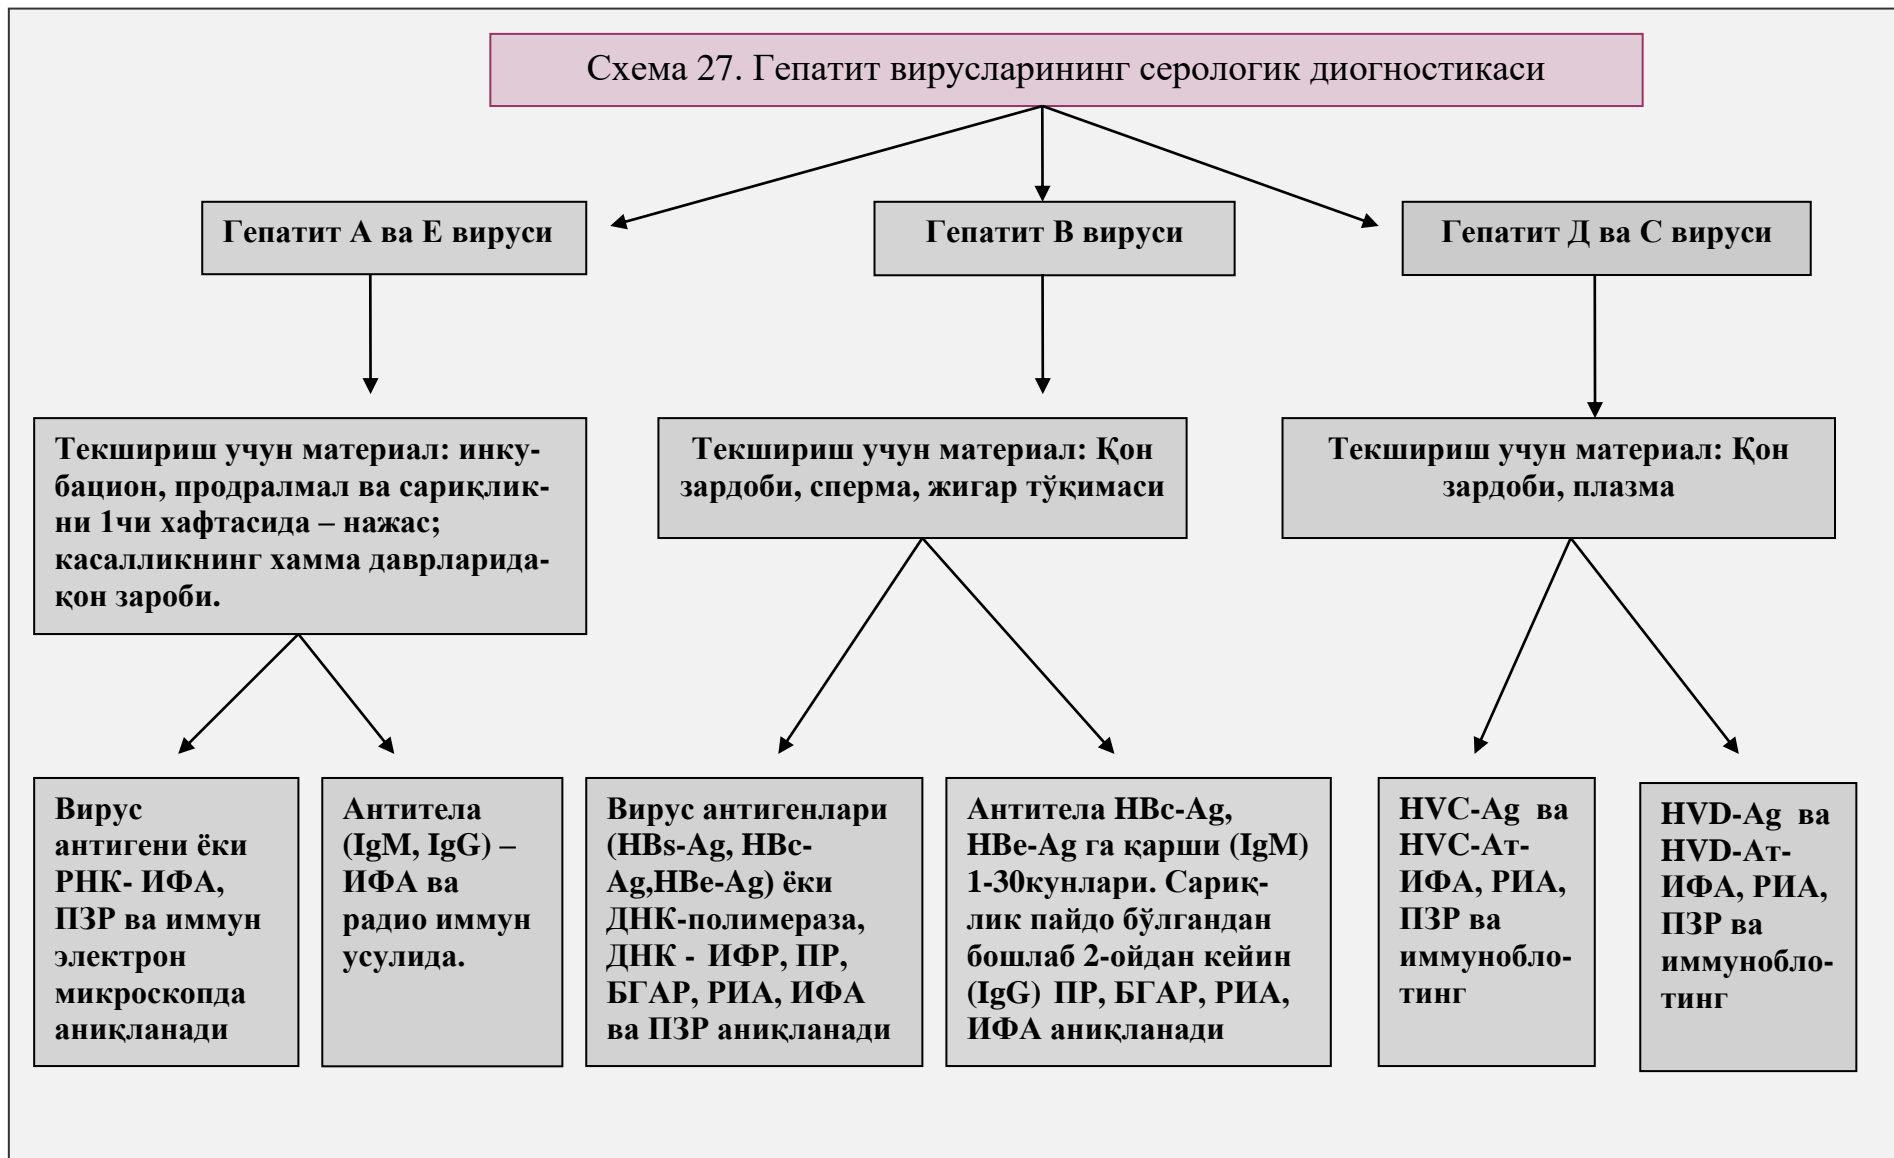 Схема 27. Гепатит вирусларининг серологик диогностикаси
Гепатит А ва Е вируси
Гепатит В вируси
Гепатит Д ва С вируси
Текшириш учун материал: инку-
бацион, продралмал ва сариқлик-
ни 1чи хафтасида – нажас;
касалликнинг хамма даврларида-
қон зароби.
Текшириш учун материал: Қон
зардоби, сперма, жигар тўқимаси
Текшириш учун материал: Қон
зардоби, плазма
Вирус
антигени ёки
РНК- ИФА,
ПЗР ва иммун
электрон
микроскопда
аниқланади
Антитела
(IgM, IgG) –
ИФА ва
радио иммун
усулида.
Вирус антигенлари
(HBs-Ag, HBc-
Ag,HBe-Ag) ёки
ДНК-полимераза,
ДНК - ИФР, ПР,
БГАР, РИА, ИФА
ва ПЗР аниқланади
Антитела HBc-Ag,
HBe-Ag га қарши (IgM)
1-30кунлари. Сариқ-
лик пайдо бўлгандан
бошлаб 2-ойдан кейин
(IgG) ПР, БГАР, РИА,
ИФА аниқланади
HVC-Ag ва
HVC-Ат-
ИФА, РИА,
ПЗР ва
иммунобло-
тинг
HVD-Ag ва
HVD-Ат-
ИФА, РИА,
ПЗР ва
иммунобло-
тинг